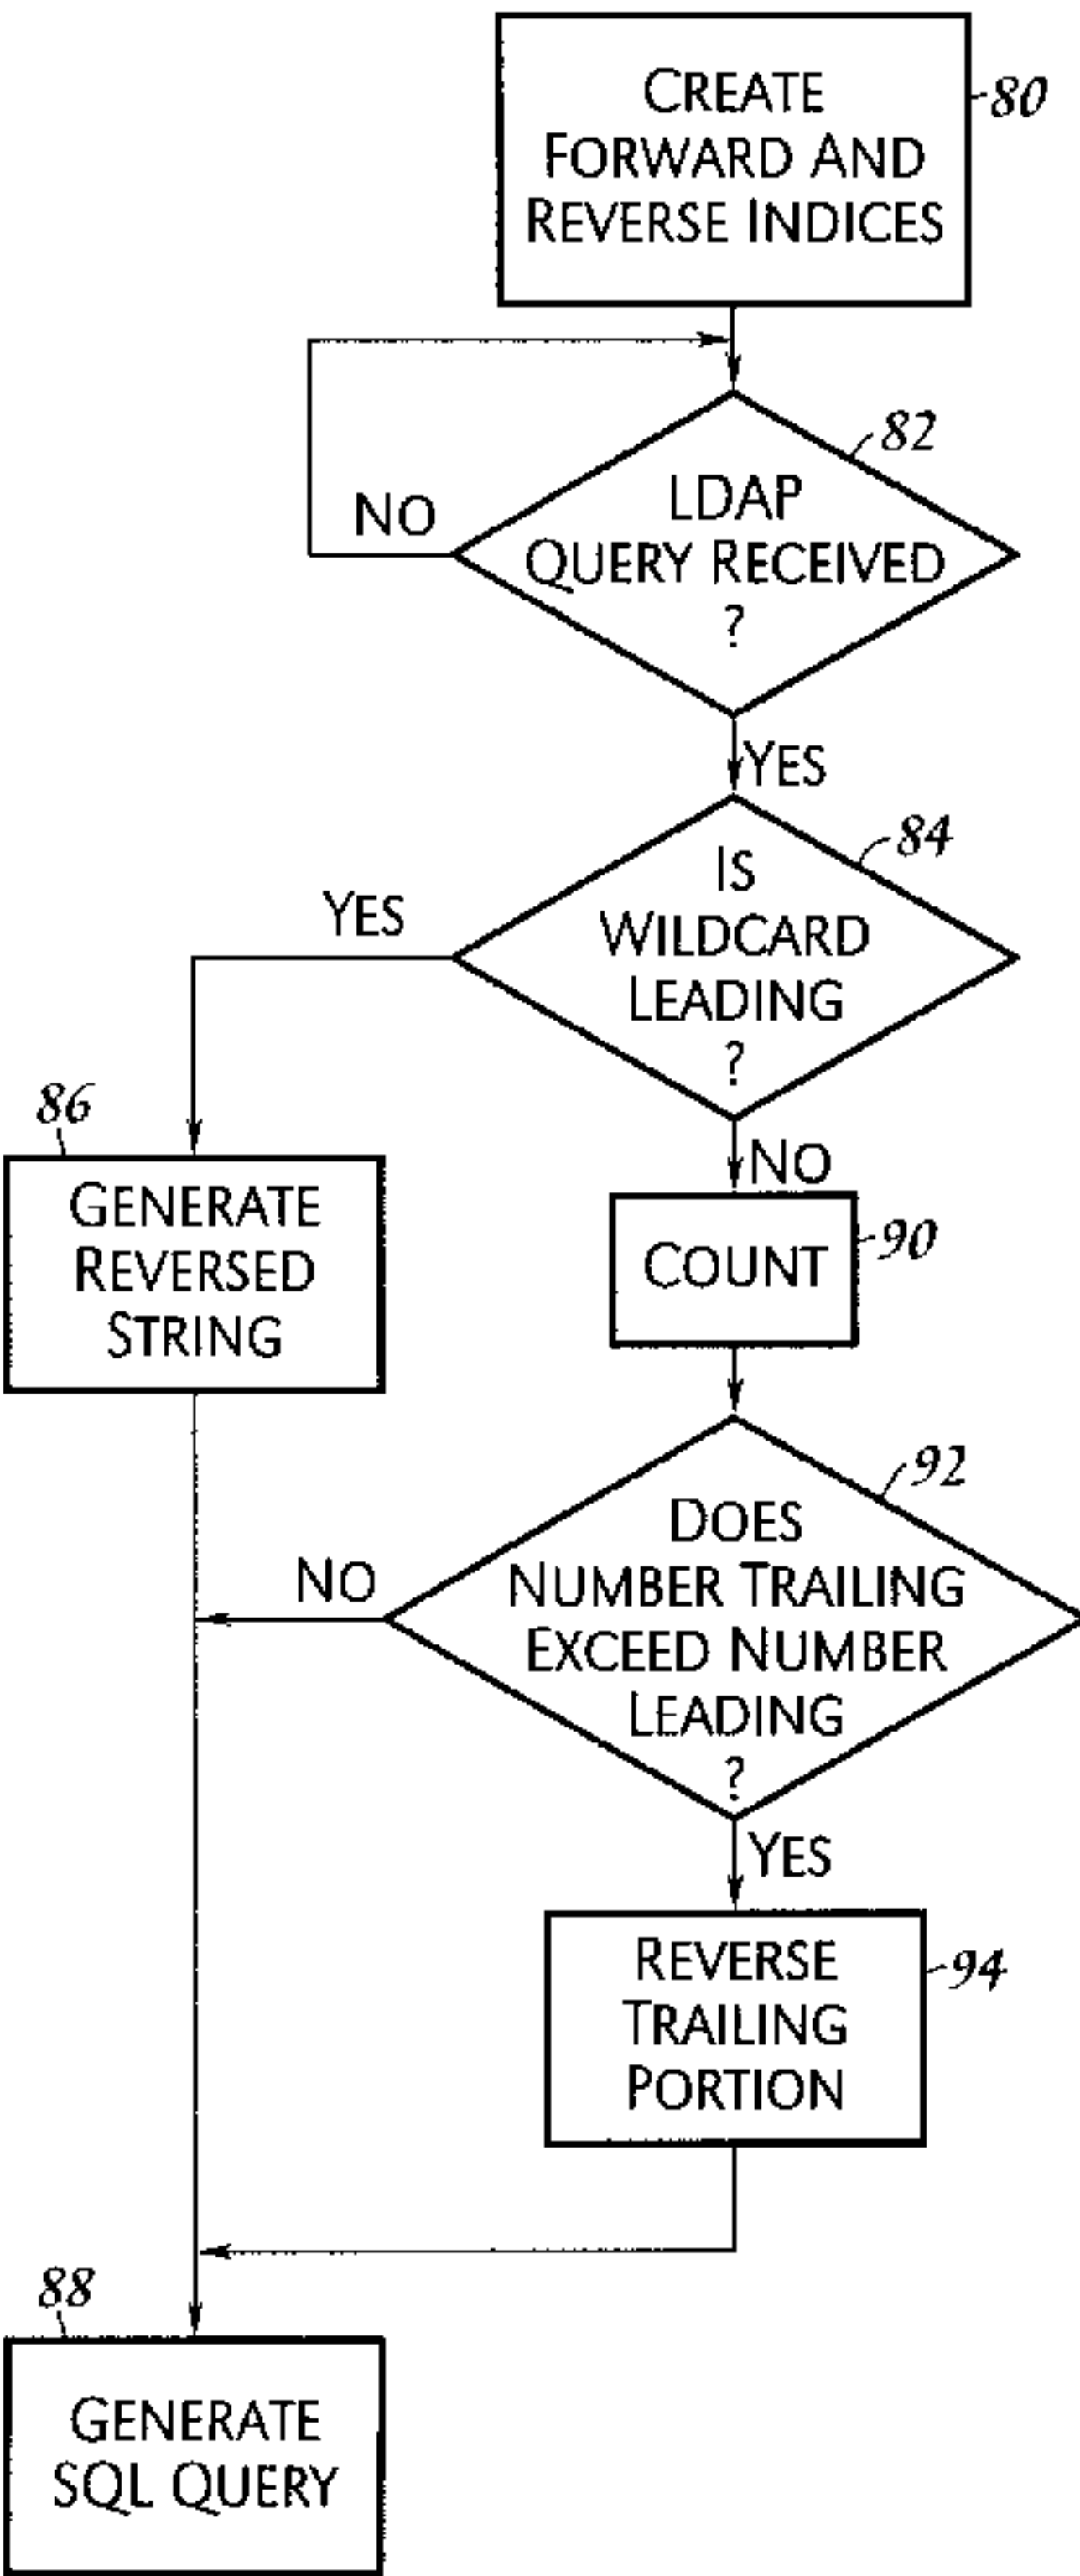 CREATE
FORWARD AND
REVERSE INDICES
80
82
LDAP
QUERY RECEIVED
?
NO
YES
84
IS
WILDCARD
LEADING
?
YES
NO
86
GENERATE
REVERSED
STRING
90
COUNT
92
DOES
NUMBER TRAILING
EXCEED NUMBER
LEADING
?
NO
YES
REVERSE
TRAILING
PORTION
94
88
GENERATE
SQL QUERY